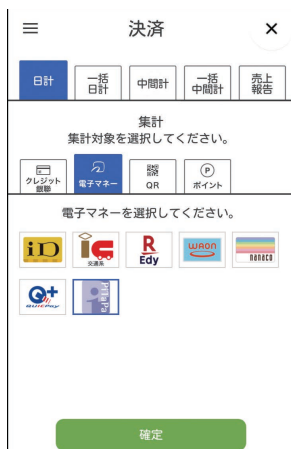 決済
日計
一括
日計
中間計
一括
中間計
売上
報告
集計
集計対象を選択してください。
クレジット
銀聯
電子マネー
QR
P
ポイント
電子マネーを選択してください。
iD
交通系
R
Edy
WAON
nanaco
Q+
QUICPay
PiTaPa
確定